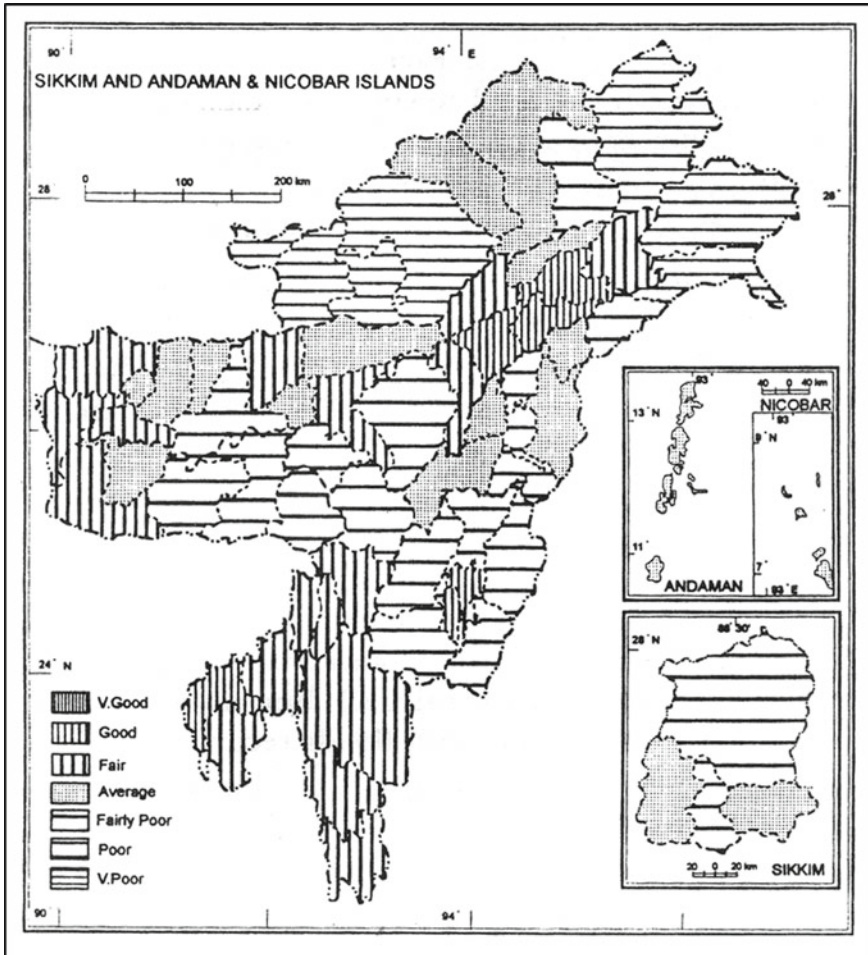 90°
94° E
SIKKIM AND ANDAMAN & NICOBAR ISLANDS
0 100 200 km
28°
28°
93
40 0 40 km
NICOBAR
13° N
93
9° N
11°
7°
ANDAMAN
93° E
88° 30'
28° N
24° N
V.Good
Good
Fair
Average
Fairty Poor
Poor
V.Poor
20 0 20 km
SIKKIM
90°
94°